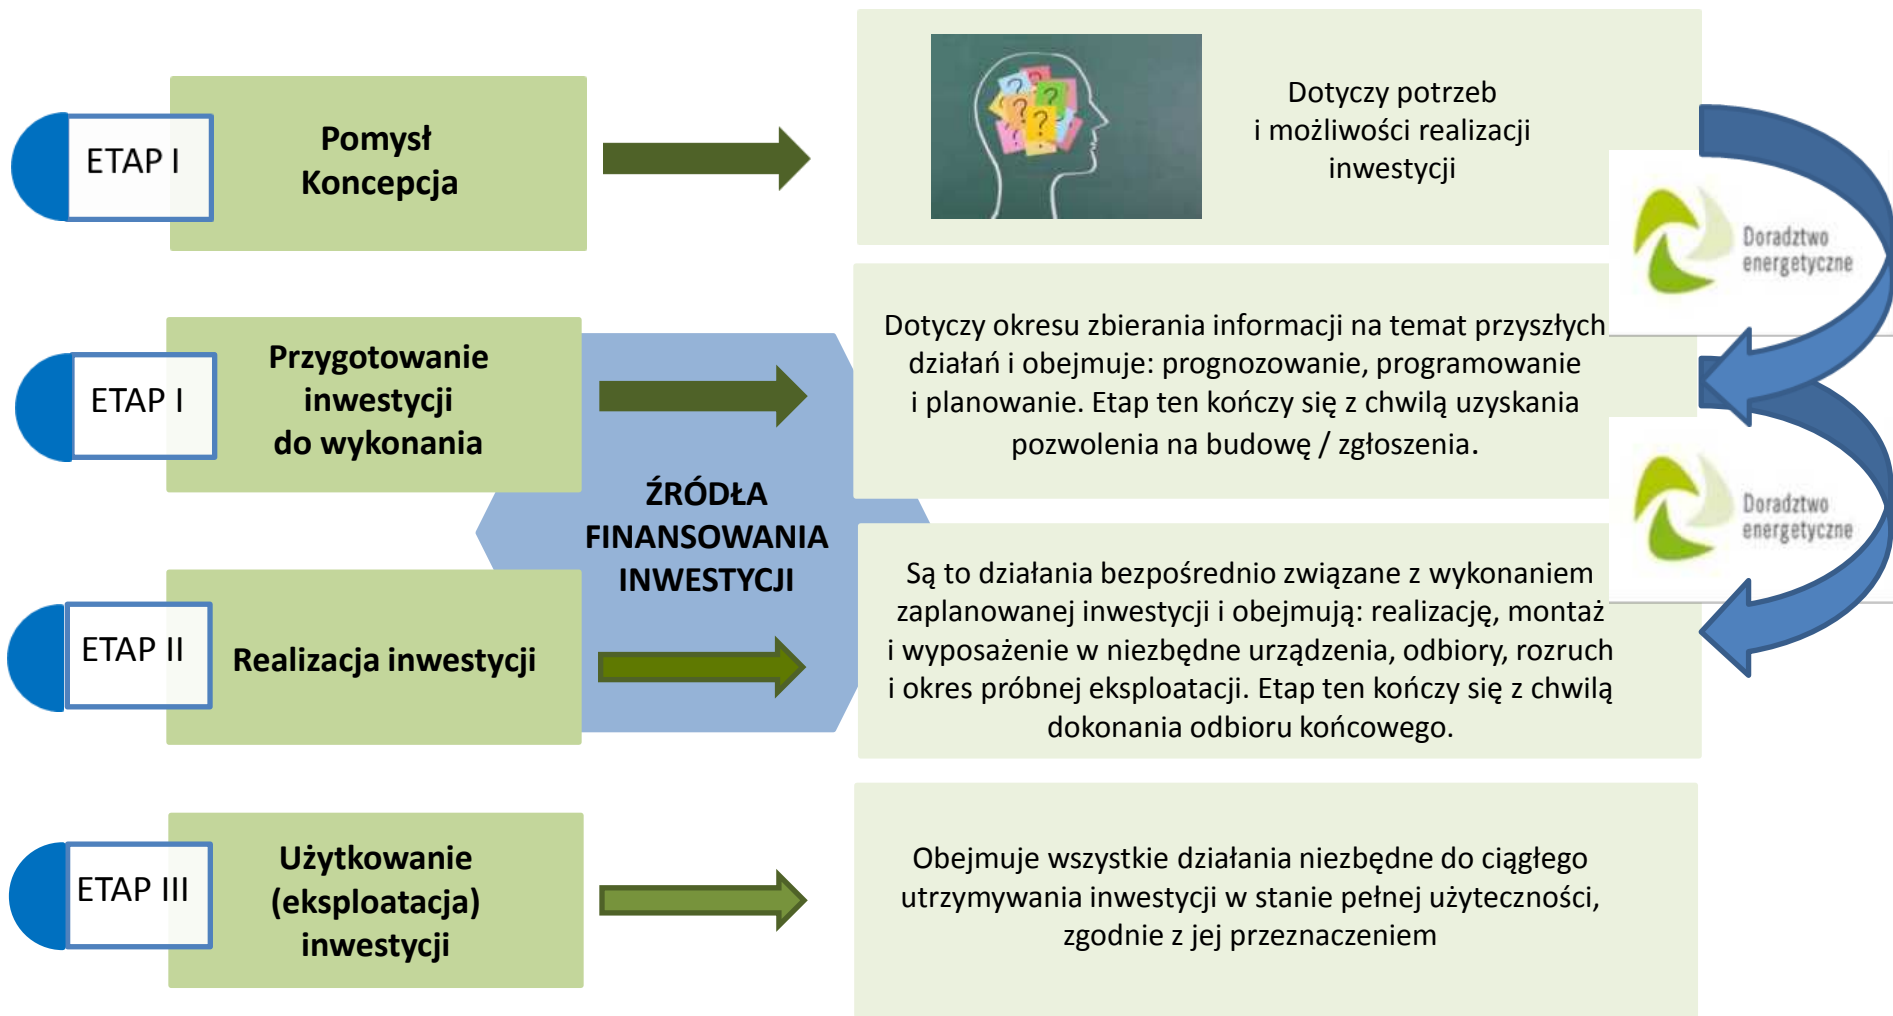 ETAP I
Pomysł
Koncepcja
Dotyczy potrzeb
i możliwości realizacji
inwestycji
Doradztwo
energetyczne
ETAP I
Przygotowanie
inwestycji
do wykonania
Dotyczy okresu zbierania informacji na temat przyszłych
działań i obejmuje: prognozowanie, programowanie
i planowanie. Etap ten kończy się z chwilą uzyskania
pozwolenia na budowę / zgłoszenia.
ŹRÓDŁA
FINANSOWANIA
INWESTYCJI
Doradztwo
energetyczne
ETAP II
Realizacja inwestycji
Są to działania bezpośrednio związane z wykonaniem
zaplanowanej inwestycji i obejmują: realizację, montaż
i wyposażenie w niezbędne urządzenia, odbiory, rozruch
i okres próbnej eksploatacji. Etap ten kończy się z chwilą
dokonania odbioru końcowego.
ETAP III
Użytkowanie
(eksploatacja)
inwestycji
Obejmuje wszystkie działania niezbędne do ciągłego
utrzymywania inwestycji w stanie pełnej użyteczności,
zgodnie z jej przeznaczeniem